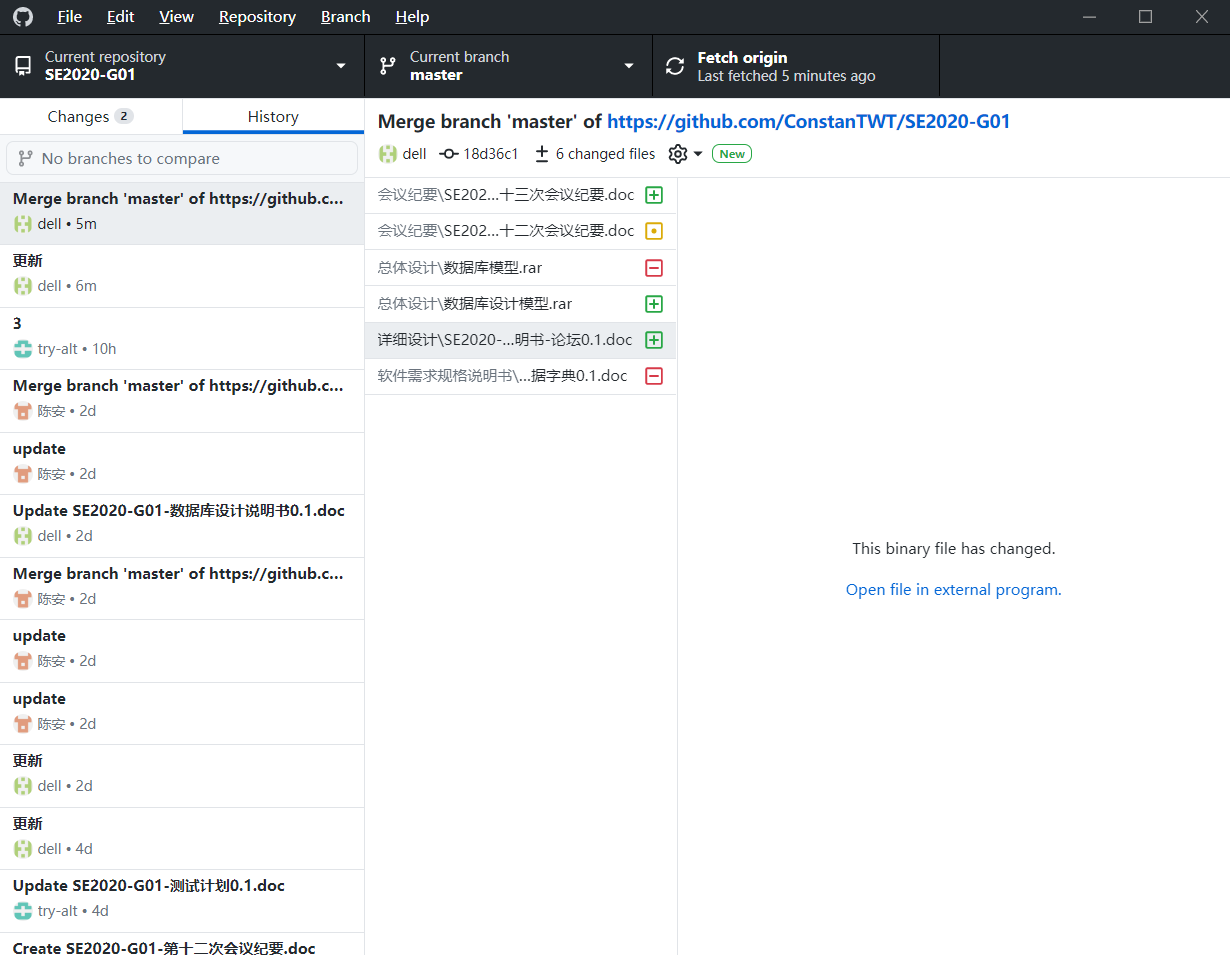 File Edit View Repository Branch Help
Current repository
SE2020-G01
Current branch
master
Fetch origin
Last fetched 5 minutes ago
Changes 2
History
No branches to compare
Merge branch 'master' of https://github.c...
dell • 5m
更新
dell • 6m
3
try-alt • 10h
Merge branch 'master' of https://github.c...
陈安 • 2d
update
陈安 • 2d
Update SE2020-G01-数据库设计说明书0.1.doc
dell • 2d
Merge branch 'master' of https://github.c...
陈安 • 2d
update
陈安 • 2d
update
陈安 • 2d
更新
dell • 2d
更新
dell • 4d
Update SE2020-G01-测试计划0.1.doc
try-alt • 4d
Create SE2020-G01-第十二次会议纪要.doc
Merge branch 'master' of https://github.com/ConstanTWT/SE2020-G01
dell 18d36c1 6 changed files New
会议纪要\SE202...十三次会议纪要.doc
会议纪要\SE202...十二次会议纪要.doc
总体设计\数据库模型.rar
总体设计\数据库设计模型.rar
详细设计\SE2020-...明书-论坛0.1.doc
软件需求规格说明书\...据字典0.1.doc
This binary file has changed.
Open file in external program.